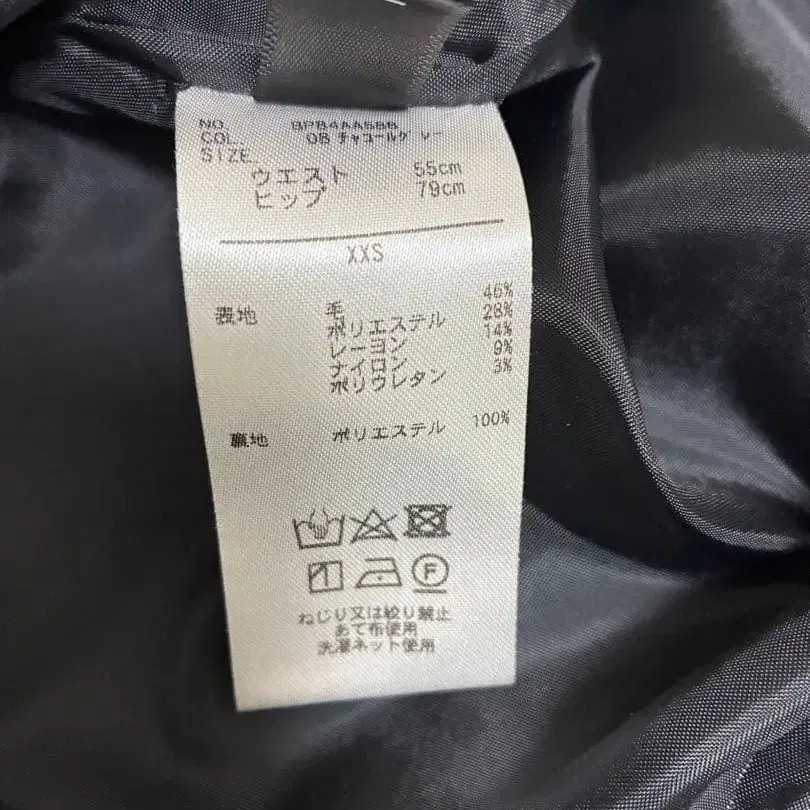 NO. BP84AA588
COL. 08 チャコールグレー
SIZE.
ウエスト 55cm
ヒップ 79cm
XXS
表地 毛 46%
ポリエステル 28%
レーヨン 14%
ナイロン 9%
ポリウレタン 3%
裏地 ポリエステル 100%
F
ねじり又は絞り禁止
あて布使用
洗濯ネット使用